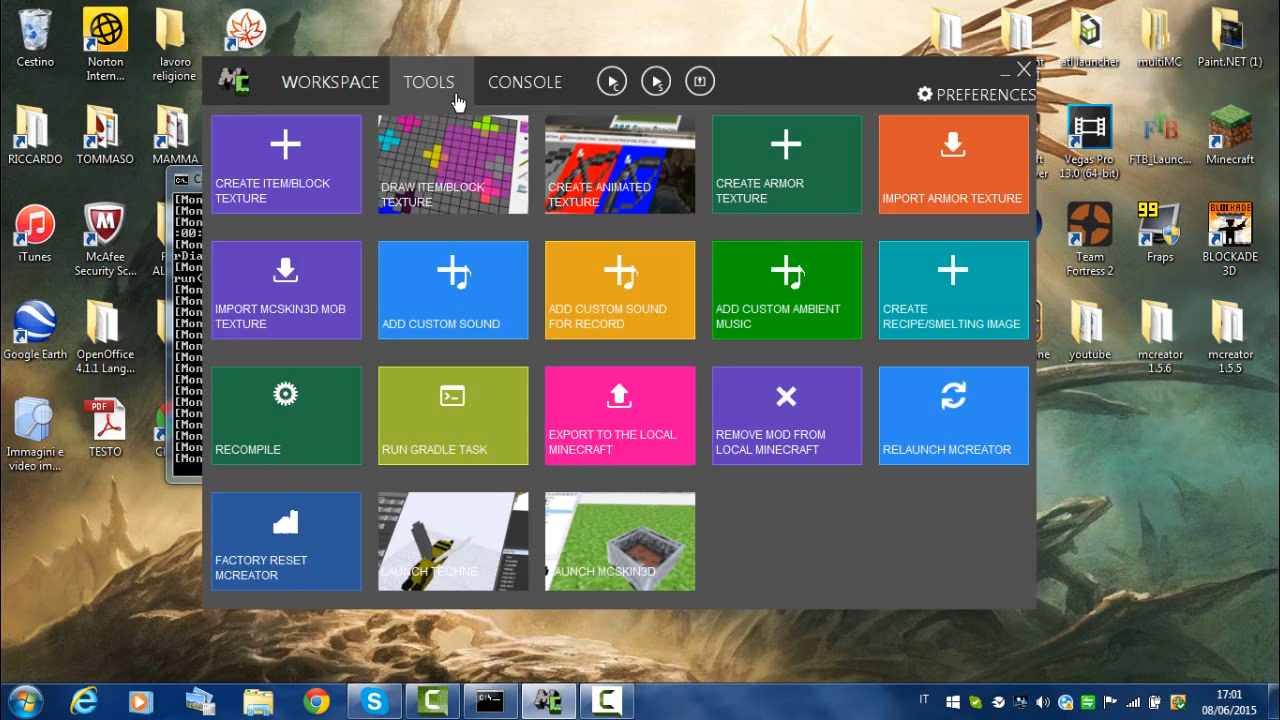 Cestino
Norton
Intern...
lavoro
religione
atl launcher
multiMC
Paint.NET (1)
WORKSPACE
TOOLS
CONSOLE
PREFERENCES
RICCARDO
TOMMASO
MAMMA
Vegas Pro
13.0 (64-bit)
FTB_Launc...
Minecraft
CREATE ITEM/BLOCK
TEXTURE
DRAW ITEM/BLOCK
TEXTURE
CREATE ANIMATED
TEXTURE
CREATE ARMOR
TEXTURE
IMPORT ARMOR TEXTURE
iTunes
McAfee
Security Sc...
Team
Fortress 2
99
Fraps
BLOCKADE
BLOCKADE
3D
IMPORT MCSKIN3D MOB
TEXTURE
ADD CUSTOM SOUND
ADD CUSTOM SOUND
FOR RECORD
ADD CUSTOM AMBIENT
MUSIC
CREATE
RECIPE/SMELTING IMAGE
Google Earth
OpenOffice
4.1.1 Lang...
youtube
mcreator
1.5.6
mcreator
1.5.5
RECOMPILE
RUN GRADLE TASK
EXPORT TO THE LOCAL
MINECRAFT
REMOVE MOD FROM
LOCAL MINECRAFT
RELAUNCH MCREATOR
Immagini e
video im...
PDF
TESTO
FACTORY RESET
MCREATOR
LAUNCH TECHNE
LAUNCH MCSKIN3D
IT
17:01
08/06/2015